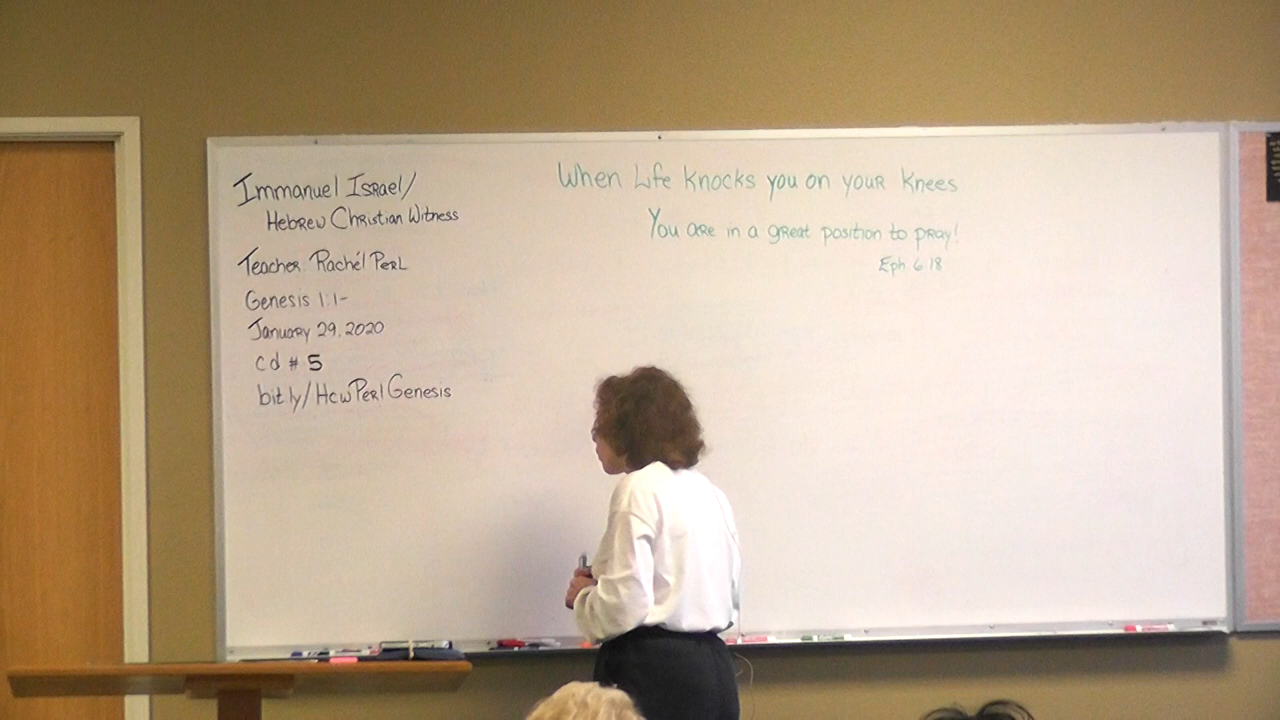 Immanuel Israel/
Hebrew Christian Witness
Teacher: Rachél Perl
Genesis 1:1-
January 29, 2020
cd # 5
bit.ly/HcwPerlGenesis
When Life Knocks you on your Knees
You are in a great position to pray!
Eph 6:18